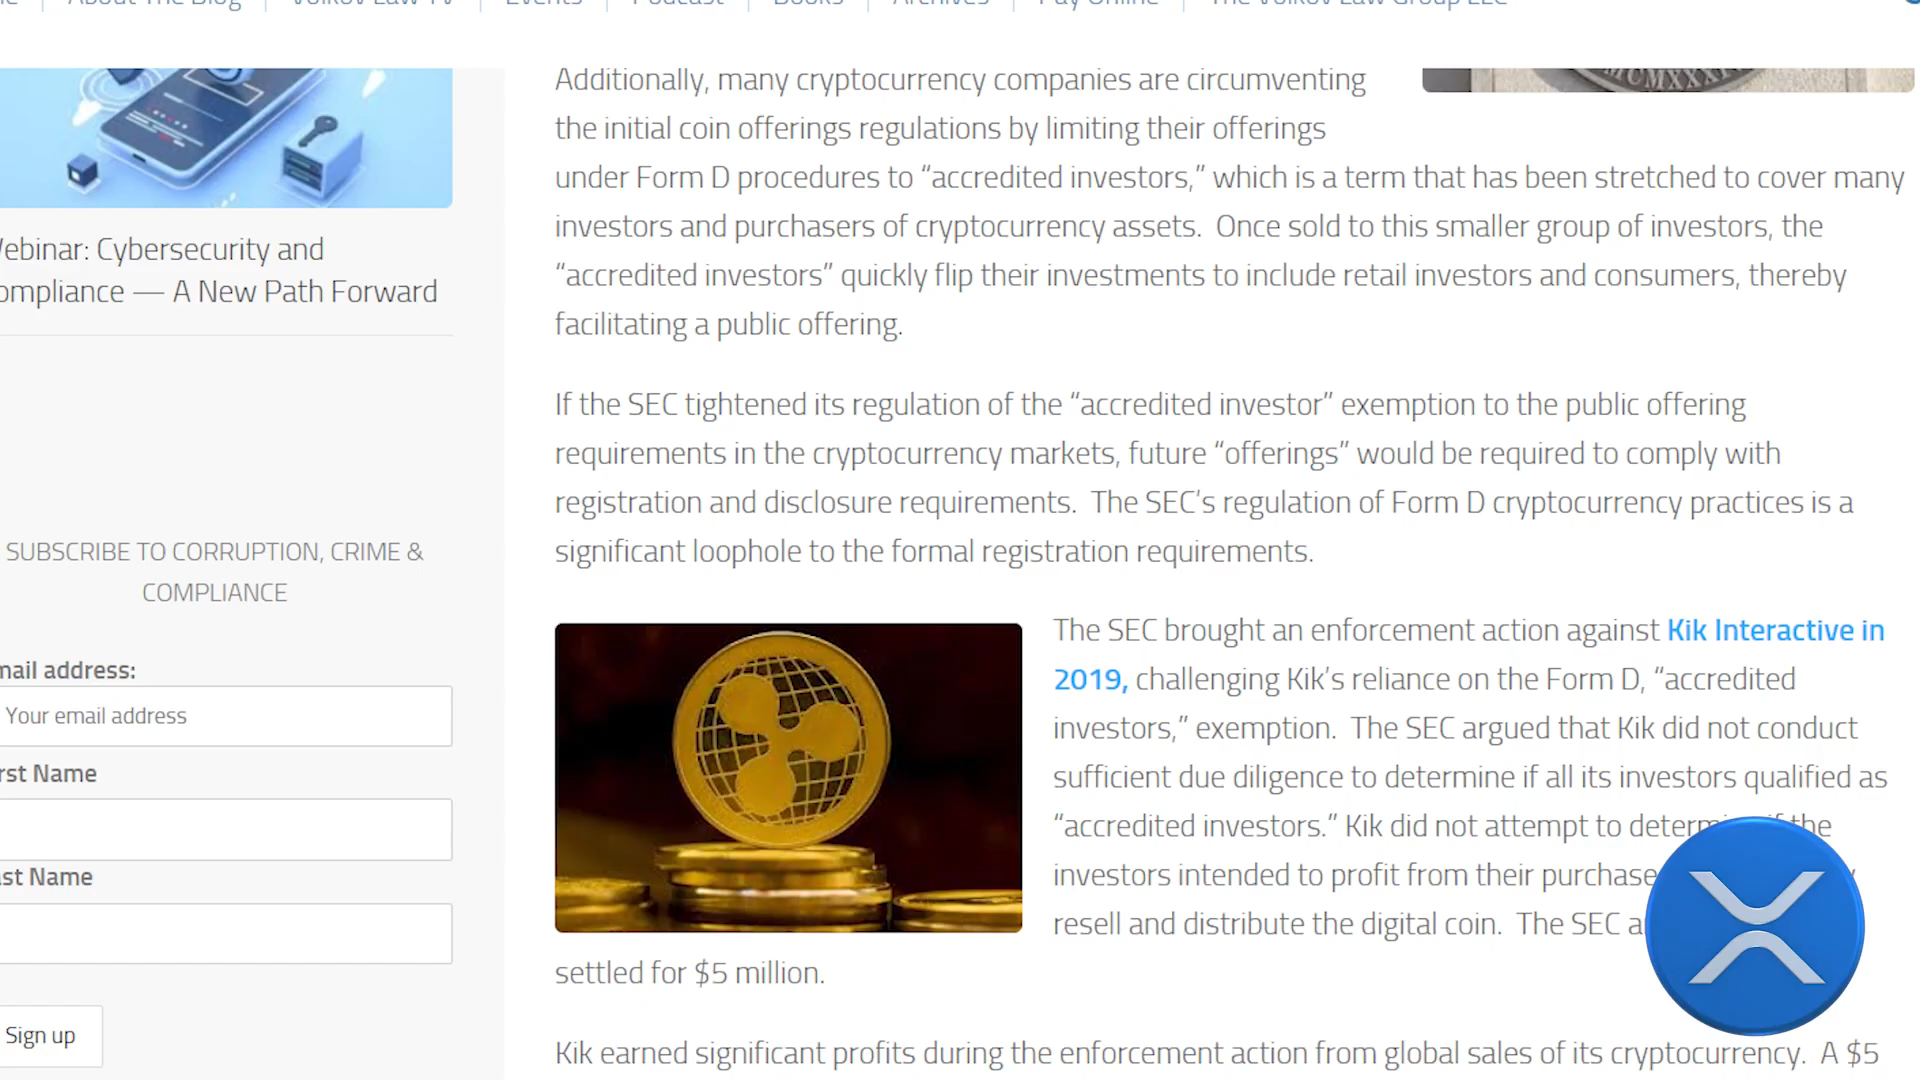 About The Blog
Volkov Law TV
Events
Podcast
Books
Archives
Pay Online
The Volkov Law Group LLC
MCMXXXIV
Additionally, many cryptocurrency companies are circumventing
the initial coin offerings regulations by limiting their offerings
under Form D procedures to “accredited investors,” which is a term that has been stretched to cover many
investors and purchasers of cryptocurrency assets.  Once sold to this smaller group of investors, the
“accredited investors” quickly flip their investments to include retail investors and consumers, thereby
facilitating a public offering.
If the SEC tightened its regulation of the “accredited investor” exemption to the public offering
requirements in the cryptocurrency markets, future “offerings” would be required to comply with
registration and disclosure requirements.  The SEC’s regulation of Form D cryptocurrency practices is a
significant loophole to the formal registration requirements.
The SEC brought an enforcement action against Kik Interactive in
2019, challenging Kik’s reliance on the Form D, “accredited
investors,” exemption.  The SEC argued that Kik did not conduct
sufficient due diligence to determine if all its investors qualified as
“accredited investors.” Kik did not attempt to the
investors intended to profit from their
resell and distribute the digital coin.  The SEC
settled for $5 million.
Kik earned significant profits during the enforcement action from global sales of its cryptocurrency.  A $5
ebinar: Cybersecurity and
ompliance — A New Path Forward
SUBSCRIBE TO CORRUPTION, CRIME &
COMPLIANCE
mail address:
Your email address
rst Name
ast Name
Sign up